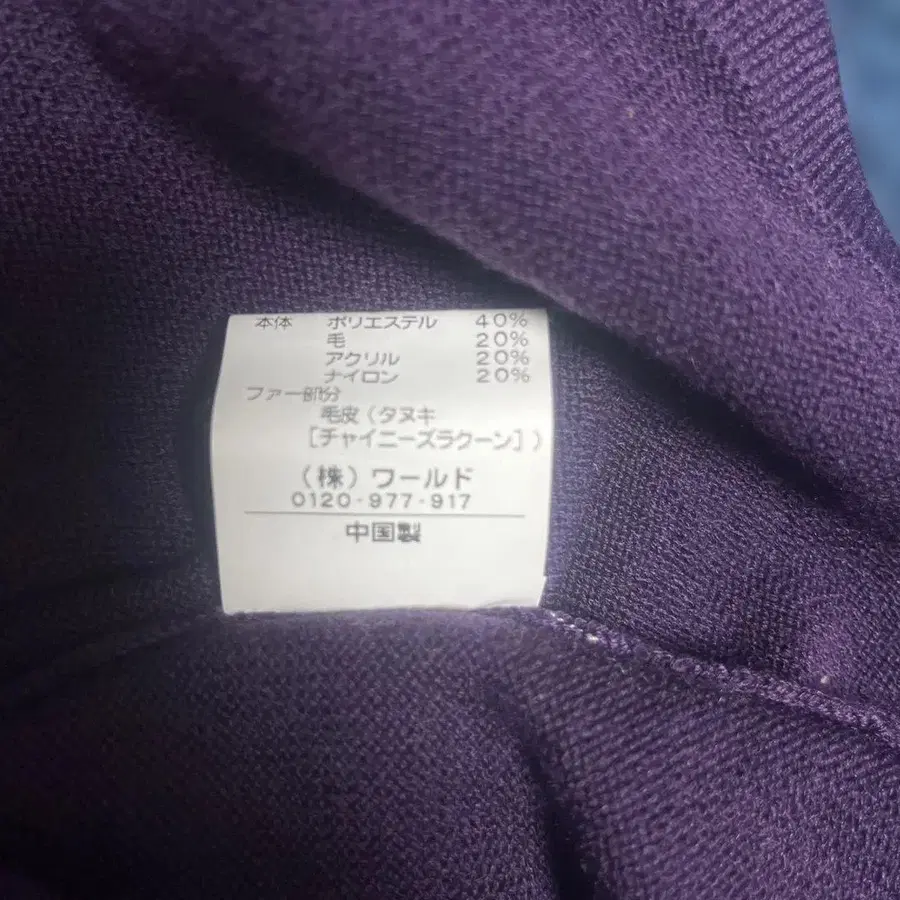 本体 ポリエステル 40%
毛 20%
アクリル 20%
ナイロン 20%
ファー部分
毛皮(タヌキ
[チャイニーズラクーン])
(株)ワールド
0120-977-917
中国製